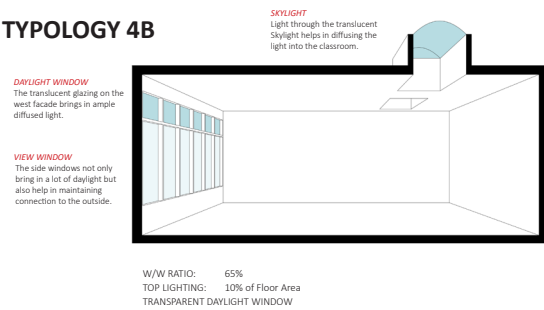 TYPOLOGY 4B
SKYLIGHT
Light through the translucent
Skylight helps in diffusing the
light into the classroom.
DAYLIGHT WINDOW
The translucent glazing on the
west facade brings in ample
diffused light.
VIEW WINDOW
The side windows not only
bring in a lot of daylight but
also help in maintaining
connection to the outside.
W/W RATIO: 65%
TOP LIGHTING: 10% of Floor Area
TRANSPARENT DAYLIGHT WINDOW